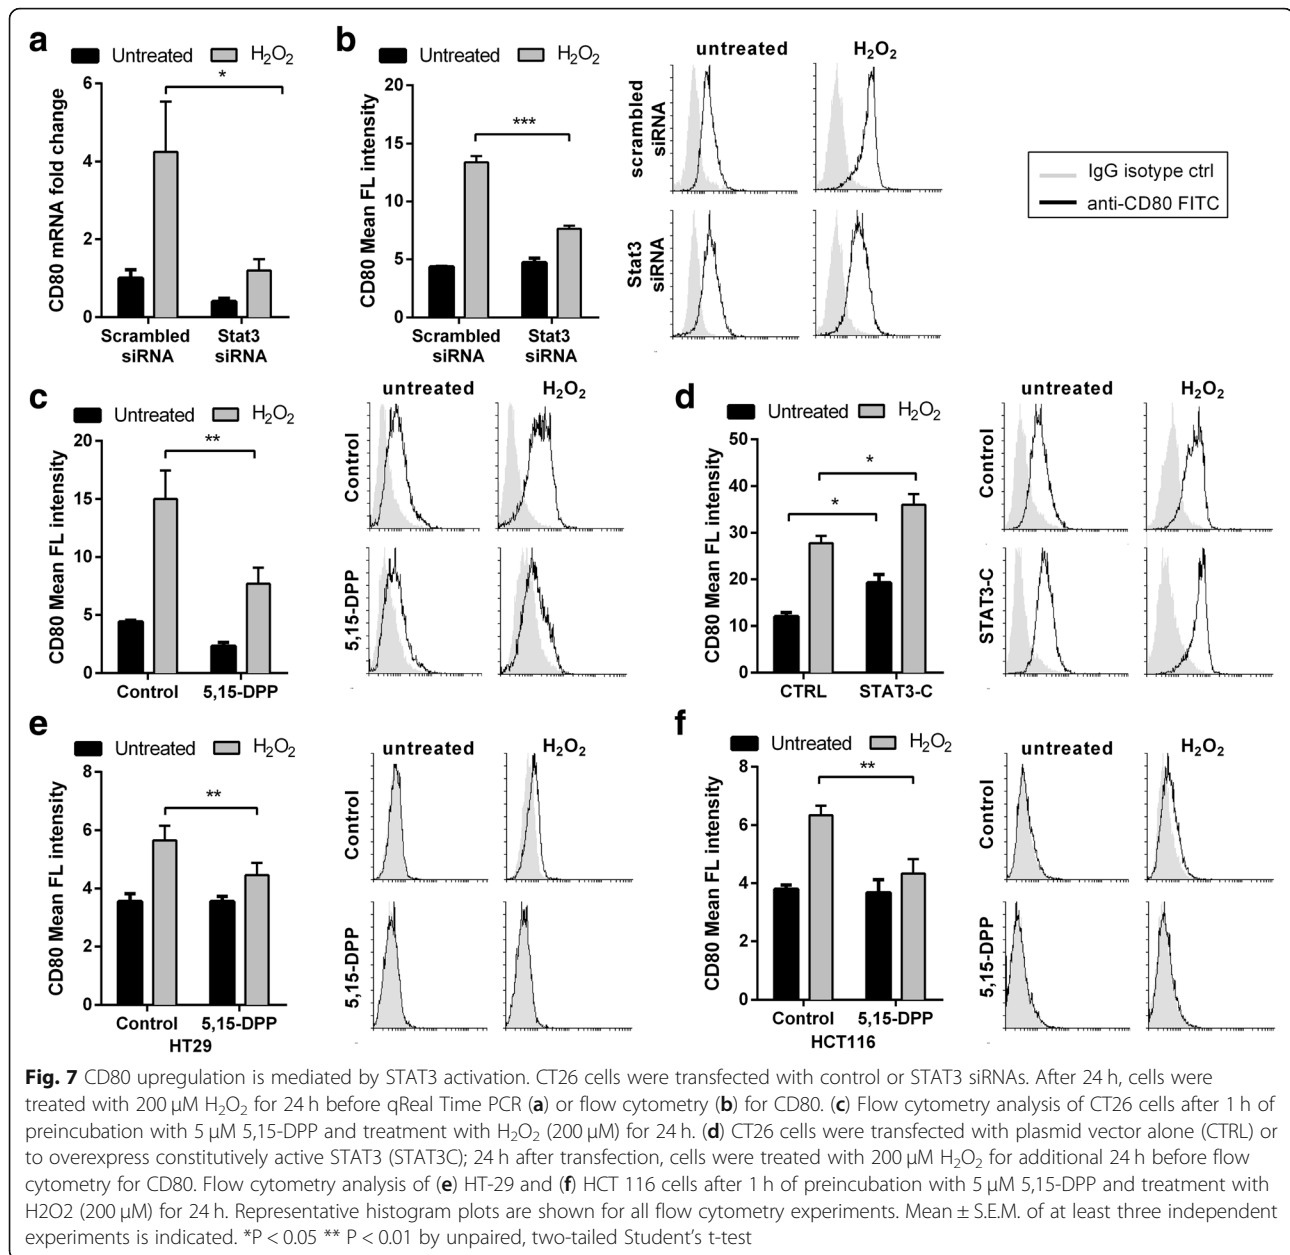 a
Untreated
H₂O₂
*
CD80 mRNA fold change
6
4
2
0
Scrambled siRNA
Stat3 siRNA
b
Untreated
H₂O₂
***
CD80 Mean FL intensity
20
15
10
5
0
Scrambled siRNA
Stat3 siRNA
untreated
H₂O₂
scrambled siRNA
Stat3 siRNA
IgG isotype ctrl
anti-CD80 FITC
c
Untreated
H₂O₂
**
CD80 Mean FL intensity
20
15
10
5
0
Control
5,15-DPP
untreated
H₂O₂
Control
5,15-DPP
d
Untreated
H₂O₂
*
*
CD80 Mean FL intensity
50
40
30
20
10
0
CTRL
STAT3-C
untreated
H₂O₂
Control
STAT3-C
e
Untreated
H₂O₂
**
CD80 Mean FL intensity
8
6
4
2
0
Control
5,15-DPP
HT29
untreated
H₂O₂
Control
5,15-DPP
f
Untreated
H₂O₂
**
CD80 Mean FL intensity
8
6
4
2
0
Control
5,15-DPP
HCT116
untreated
H₂O₂
Control
5,15-DPP
Fig. 7 CD80 upregulation is mediated by STAT3 activation. CT26 cells were transfected with control or STAT3 siRNAs. After 24 h, cells were
treated with 200 μM H₂O₂ for 24 h before qReal Time PCR (a) or flow cytometry (b) for CD80. (c) Flow cytometry analysis of CT26 cells after 1 h of
preincubation with 5 μM 5,15-DPP and treatment with H₂O₂ (200 μM) for 24 h. (d) CT26 cells were transfected with plasmid vector alone (CTRL) or
to overexpress constitutively active STAT3 (STAT3C); 24 h after transfection, cells were treated with 200 μM H₂O₂ for additional 24 h before flow
cytometry for CD80. Flow cytometry analysis of (e) HT-29 and (f) HCT 116 cells after 1 h of preincubation with 5 μM 5,15-DPP and treatment with
H2O2 (200 μM) for 24 h. Representative histogram plots are shown for all flow cytometry experiments. Mean ± S.E.M. of at least three independent
experiments is indicated. *P < 0.05 ** P < 0.01 by unpaired, two-tailed Student's t-test